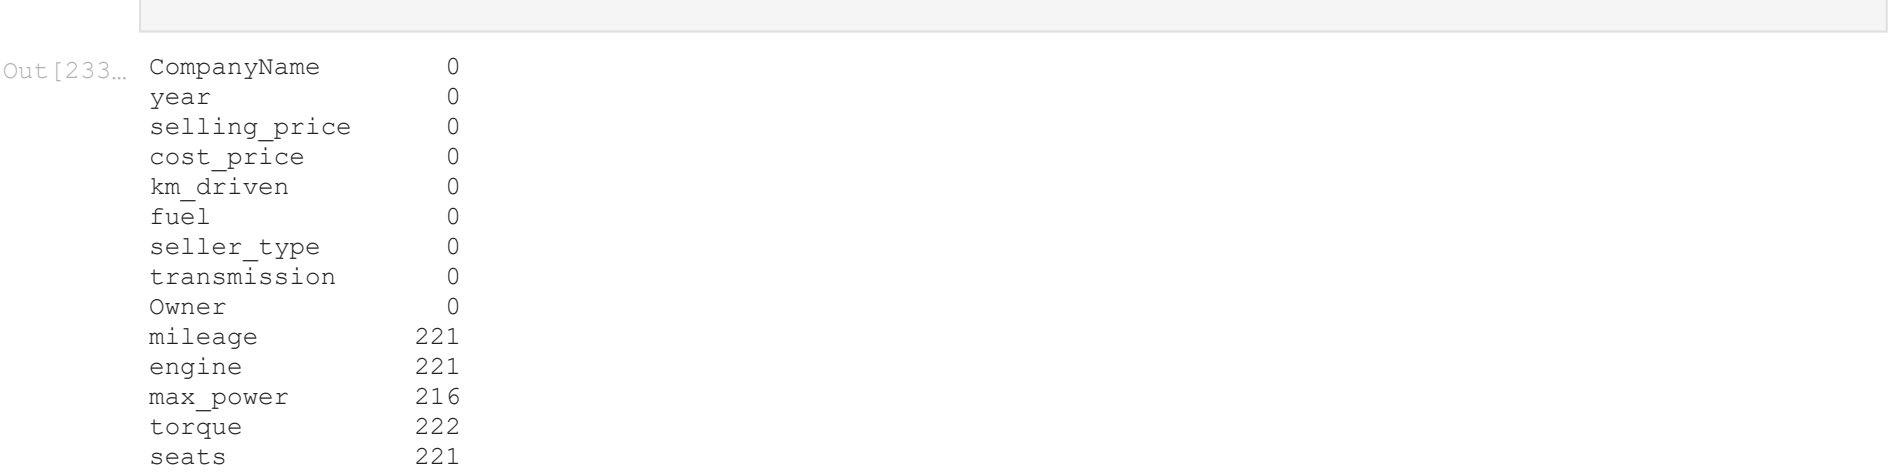 Out[233… CompanyName 0
year 0
selling_price 0
cost_price 0
km_driven 0
fuel 0
seller_type 0
transmission 0
Owner 0
mileage 221
engine 221
max_power 216
torque 222
seats 221